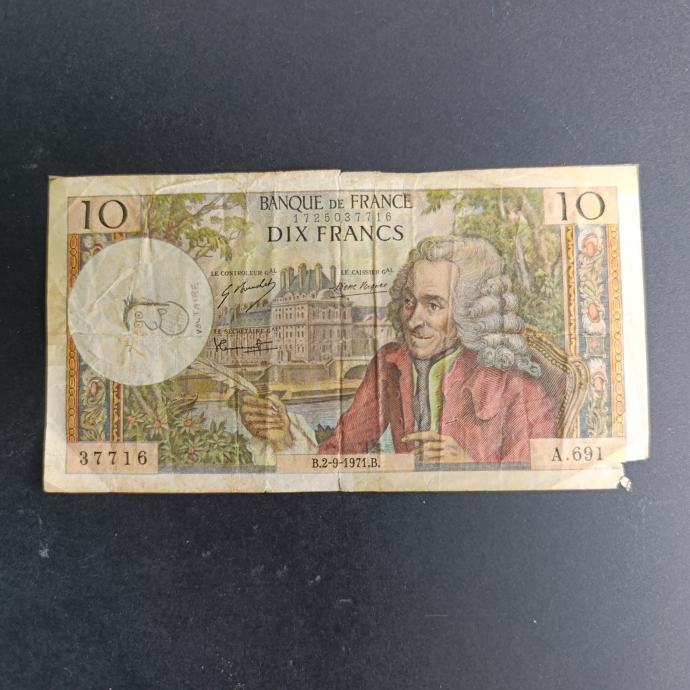 10
BANQUE DE FRANCE
10
1725037716
DIX FRANCS
LE CONTROLEUR GAL
LE CAISSIER GAL
LE SECRÉTAIRE GAL
VOLTAIRE
37716
B.2-9-1971.B.
A.691